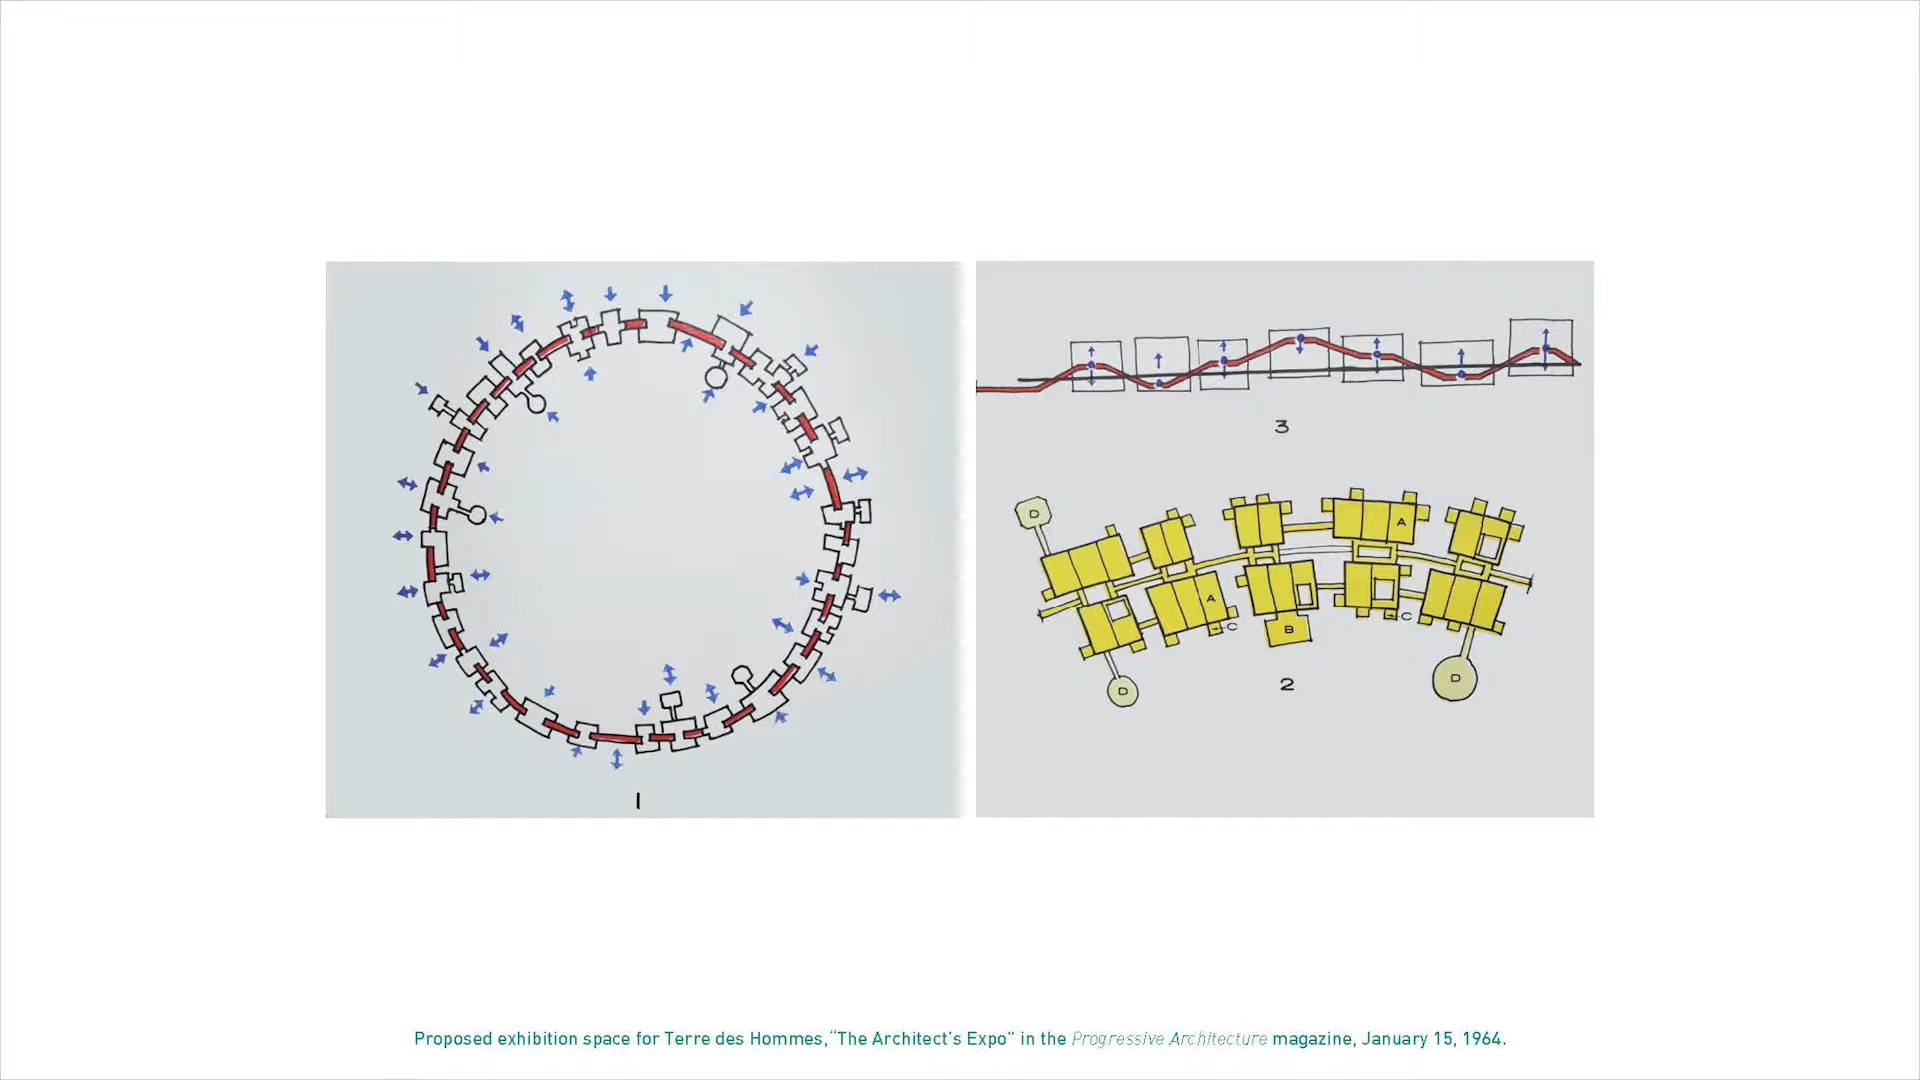 1
3
D
A
A
C
C
B
2
D
D
Proposed exhibition space for Terre des Hommes, “The Architect’s Expo” in the Progressive Architecture magazine, January 15, 1964.